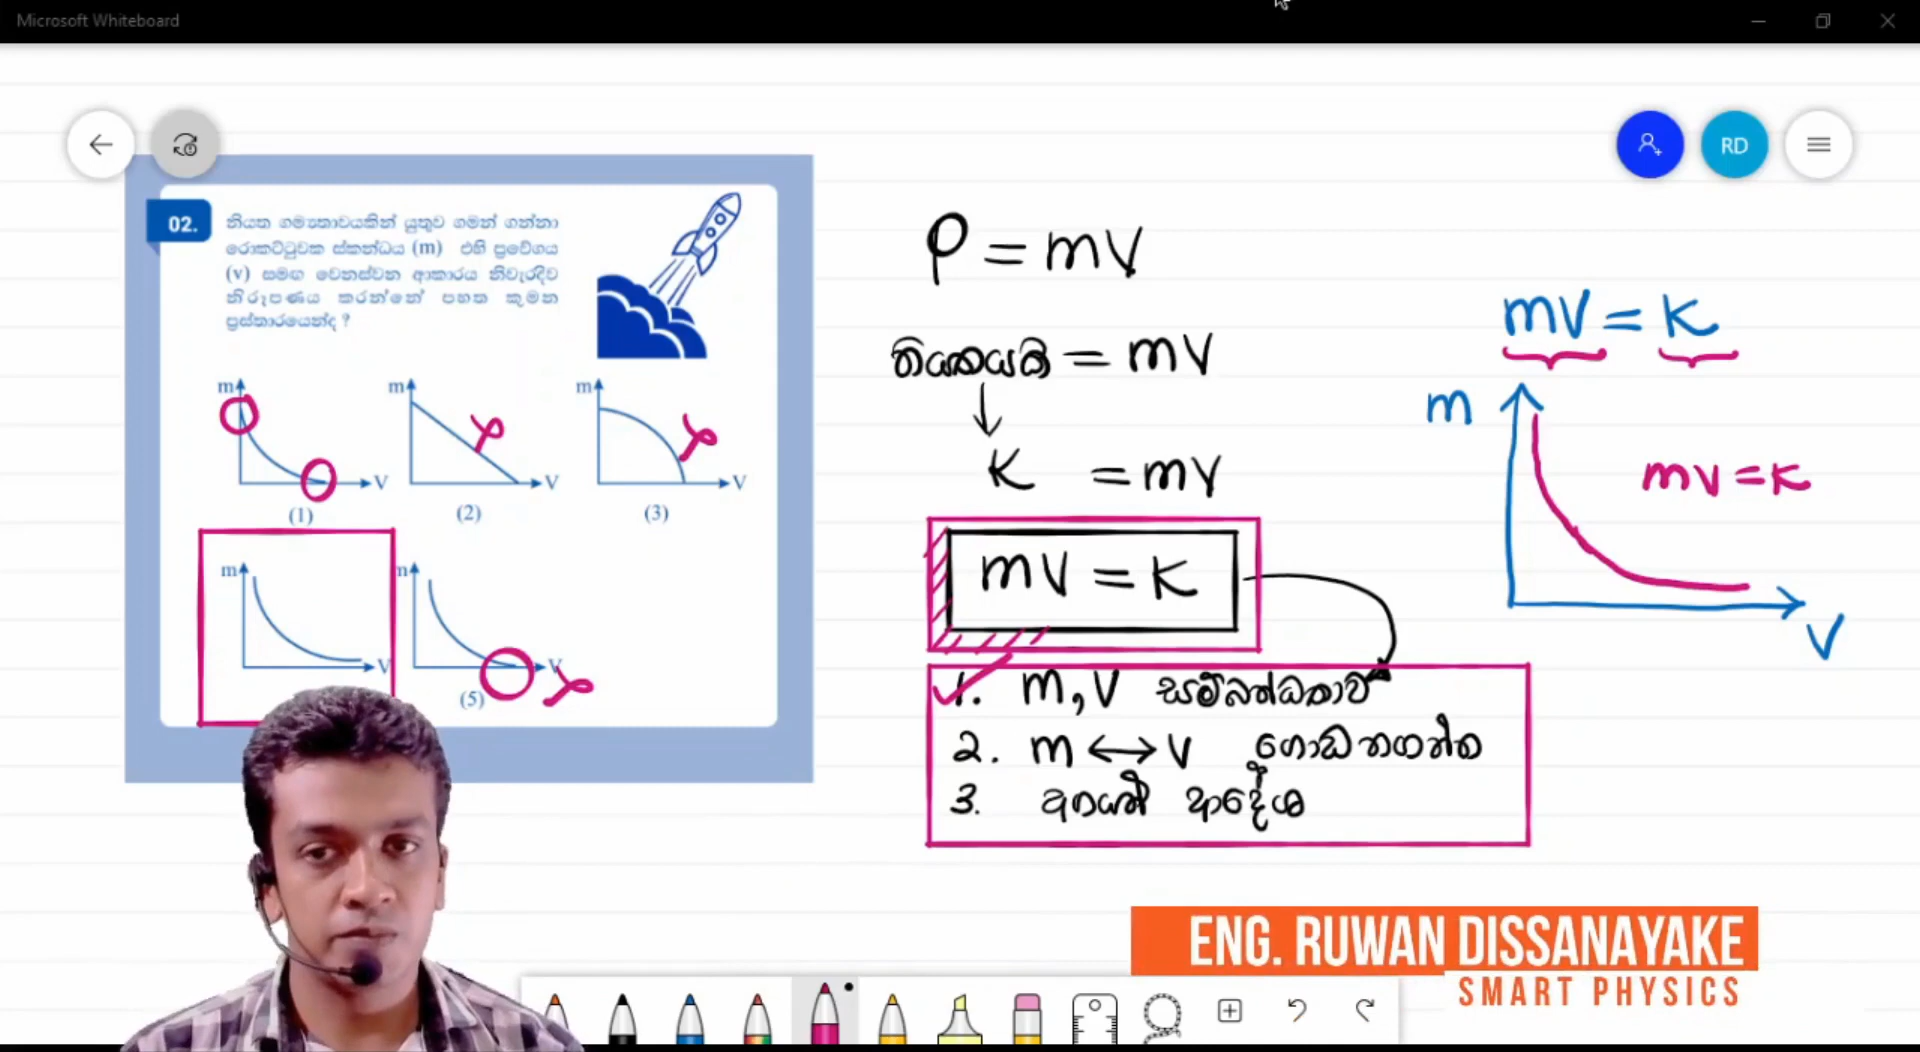 Microsoft Whiteboard
RD
02.
නියත ගම්‍යතාවයකින් යුතුව ගමන් ගන්නා
රොකට්ටුවක ස්කන්ධය (m) එහි ප්‍රවේගය
(v) සමඟ වෙනස්වන ආකාරය නිවැරදිව
නිරූපණය කරන්නේ පහත කුමන
ප්‍රස්තාරයෙන්ද ?
m
V
(1)
m
V
(2)
m
V
(3)
m
V
m
V
(5)
P = mV
නියතයක් = mV
K = mV
mV = K
1. m, V සම්බන්ධතාව
2. m ↔ V ගොඩනගන්න
3. අගයන් ආදේශ
mV = K
m
mV = K
V
ENG. RUWAN DISSANAYAKE
SMART PHYSICS